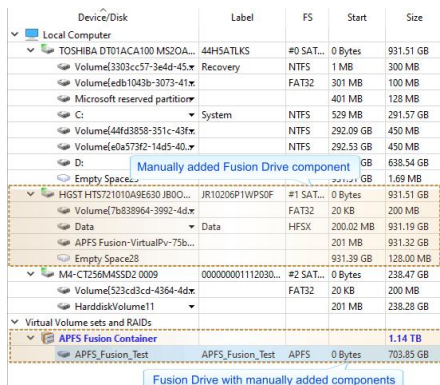 Device/Disk Label FS Start Size
Local Computer
TOSHIBA DT01ACA100 MS2OA... 44H5ATLKS #0 SAT... 0 Bytes 931.51 GB
Volume{3303cc57-3e4d-45... Recovery NTFS 1 MB 300 MB
Volume{edb1043b-3073-41... FAT32 301 MB 100 MB
Microsoft reserved partition 401 MB 128 MB
C: System NTFS 529 MB 291.57 GB
Volume{44fd3858-351c-43f... NTFS 292.09 GB 450 MB
Volume{e0a573f2-14d5-40... NTFS 292.53 GB 450 MB
D: GB 638.54 GB
Manually added Fusion Drive component
Empty Space23 931.51 GB 1.69 MB
HGST HTS721010A9E630 JB0O... JR10206P1WPS0F #1 SAT... 0 Bytes 931.51 GB
Volume{7b838964-3992-4d... FAT32 20 KB 200 MB
Data Data HFSX 200.02 MB 931.19 GB
APFS Fusion-VirtualPv-75b... 201 MB 931.32 GB
Empty Space28 931.39 GB 128.00 MB
M4-CT256M4SSD2 0009 000000001112030... #2 SAT... 0 Bytes 238.47 GB
Volume{523cd3cd-4364-4d... FAT32 20 KB 200 MB
HarddiskVolume11 201 MB 238.28 GB
Virtual Volume sets and RAIDs
APFS Fusion Container 1.14 TB
APFS_Fusion_Test APFS_Fusion_Test APFS 0 Bytes 703.85 GB
Fusion Drive with manually added components